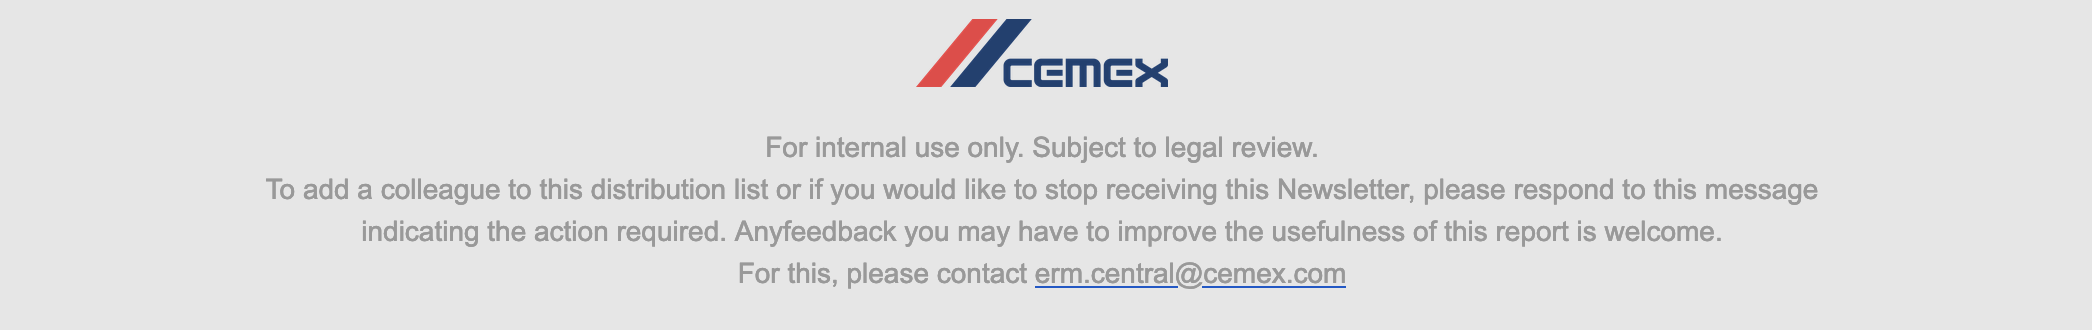 CEMEX
For internal use only. Subject to legal review.
To add a colleague to this distribution list or if you would like to stop receiving this Newsletter, please respond to this message
indicating the action required. Anyfeedback you may have to improve the usefulness of this report is welcome.
For this, please contact erm.central@cemex.com